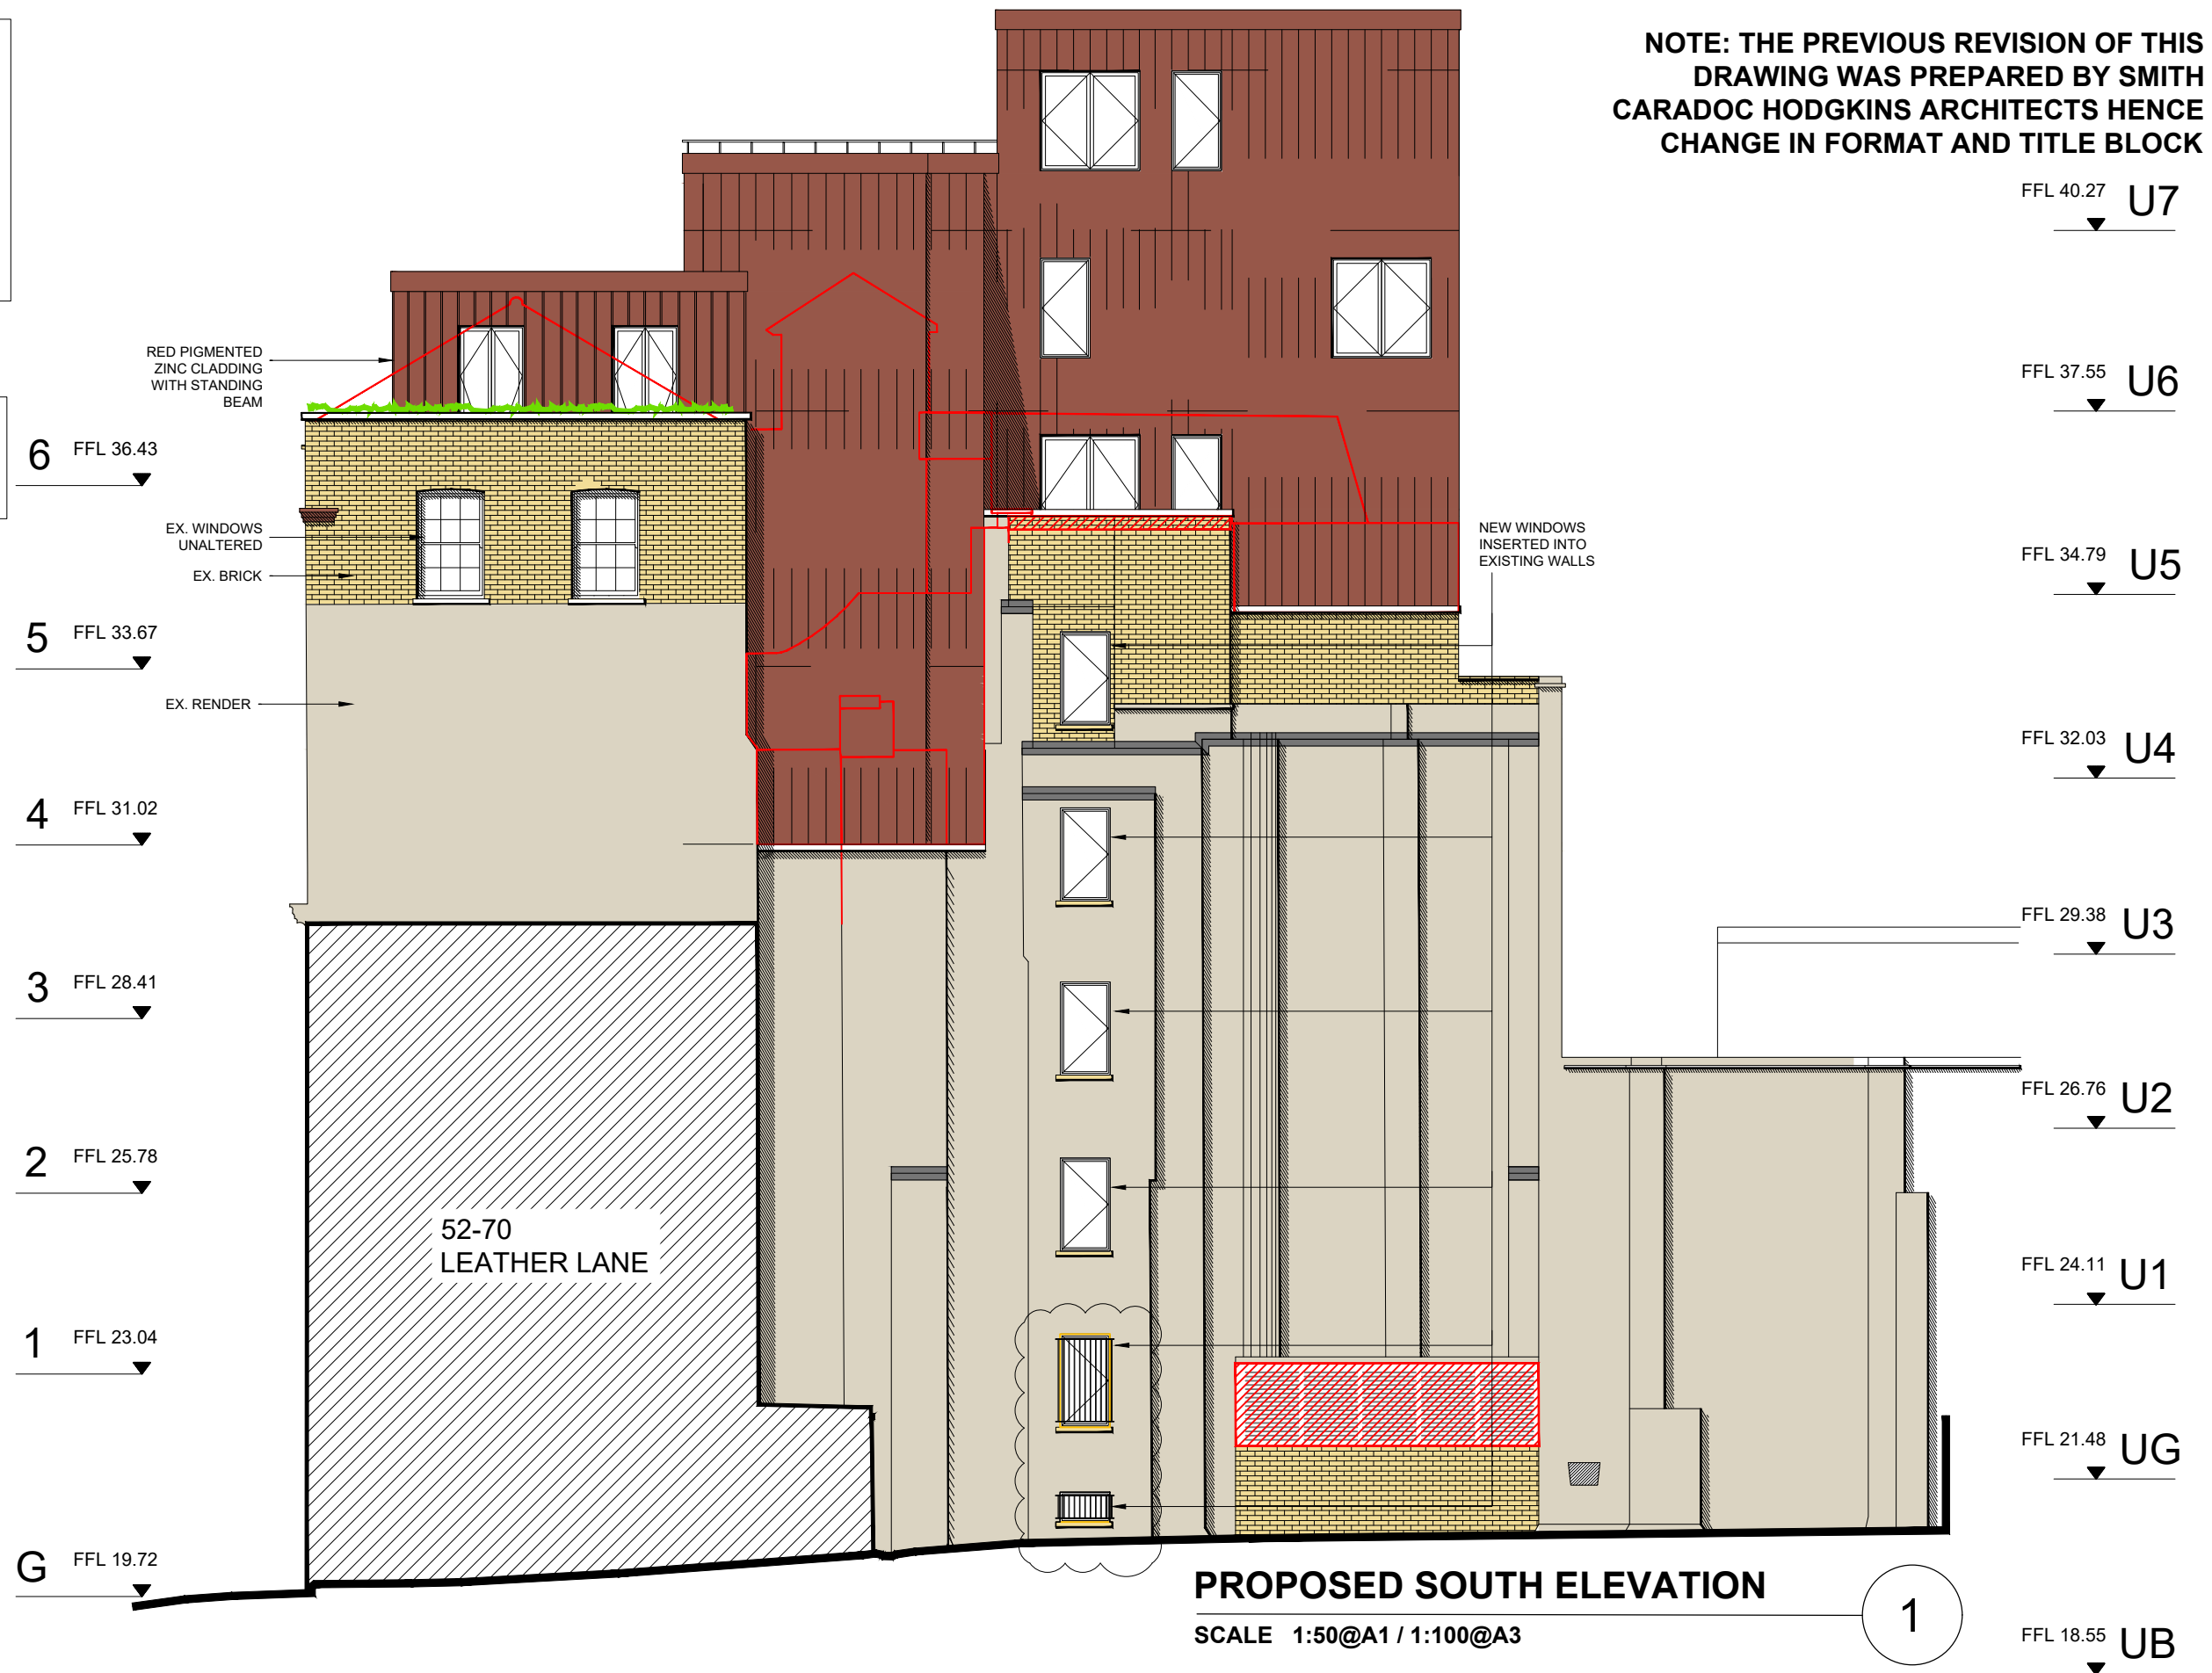 NOTE: THE PREVIOUS REVISION OF THIS
DRAWING WAS PREPARED BY SMITH
CARADOC HODGKINS ARCHITECTS HENCE
CHANGE IN FORMAT AND TITLE BLOCK
RED PIGMENTED
ZINC CLADDING
WITH STANDING
BEAM
6 FFL 36.43
EX. WINDOWS
UNALTERED
EX. BRICK
5 FFL 33.67
EX. RENDER
4 FFL 31.02
3 FFL 28.41
2 FFL 25.78
1 FFL 23.04
G FFL 19.72
52-70
LEATHER LANE
NEW WINDOWS
INSERTED INTO
EXISTING WALLS
FFL 40.27 U7
FFL 37.55 U6
FFL 34.79 U5
FFL 32.03 U4
FFL 29.38 U3
FFL 26.76 U2
FFL 24.11 U1
FFL 21.48 UG
FFL 18.55 UB
PROPOSED SOUTH ELEVATION
1
SCALE 1:50@A1 / 1:100@A3